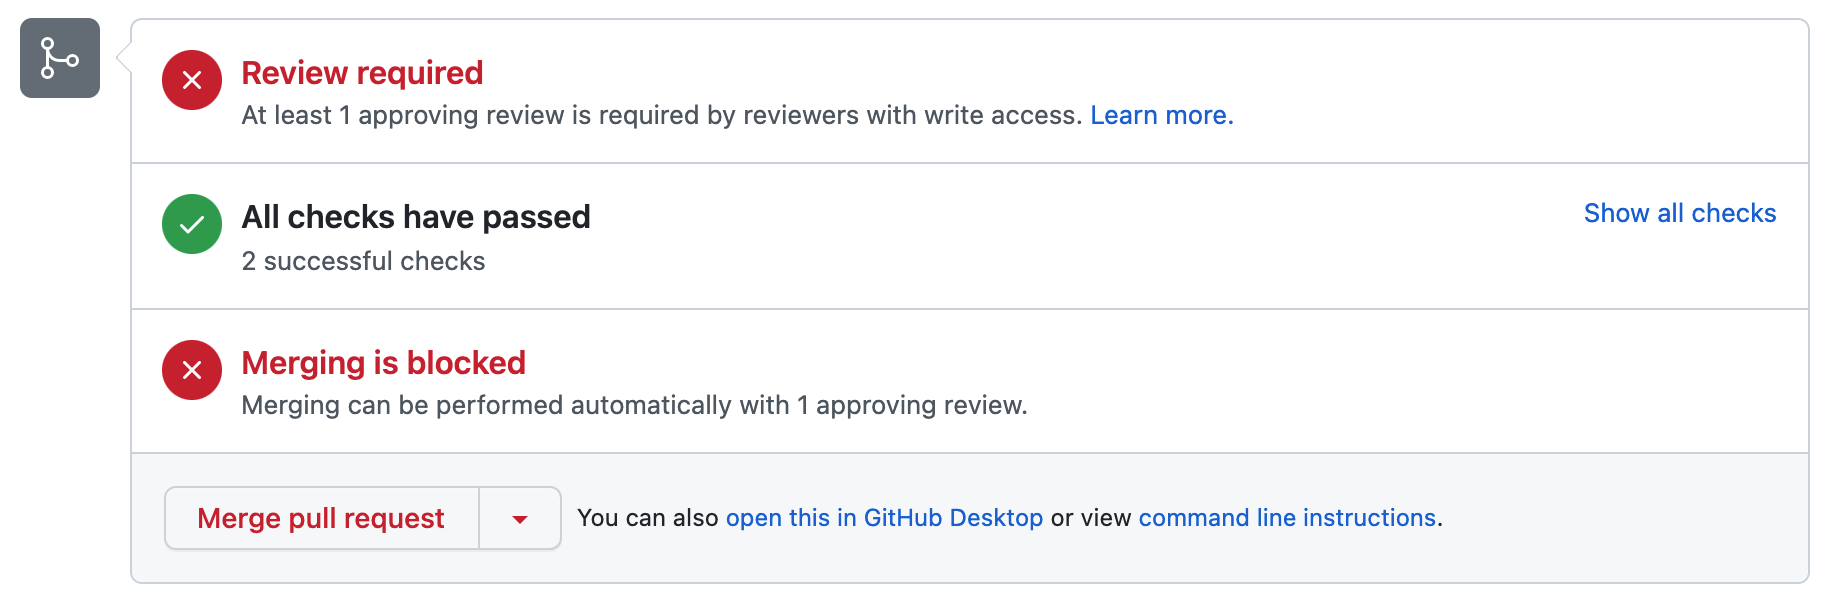 Review required
At least 1 approving review is required by reviewers with write access. Learn more.
All checks have passed
Show all checks
2 successful checks
Merging is blocked
Merging can be performed automatically with 1 approving review.
Merge pull request
You can also open this in GitHub Desktop or view command line instructions.